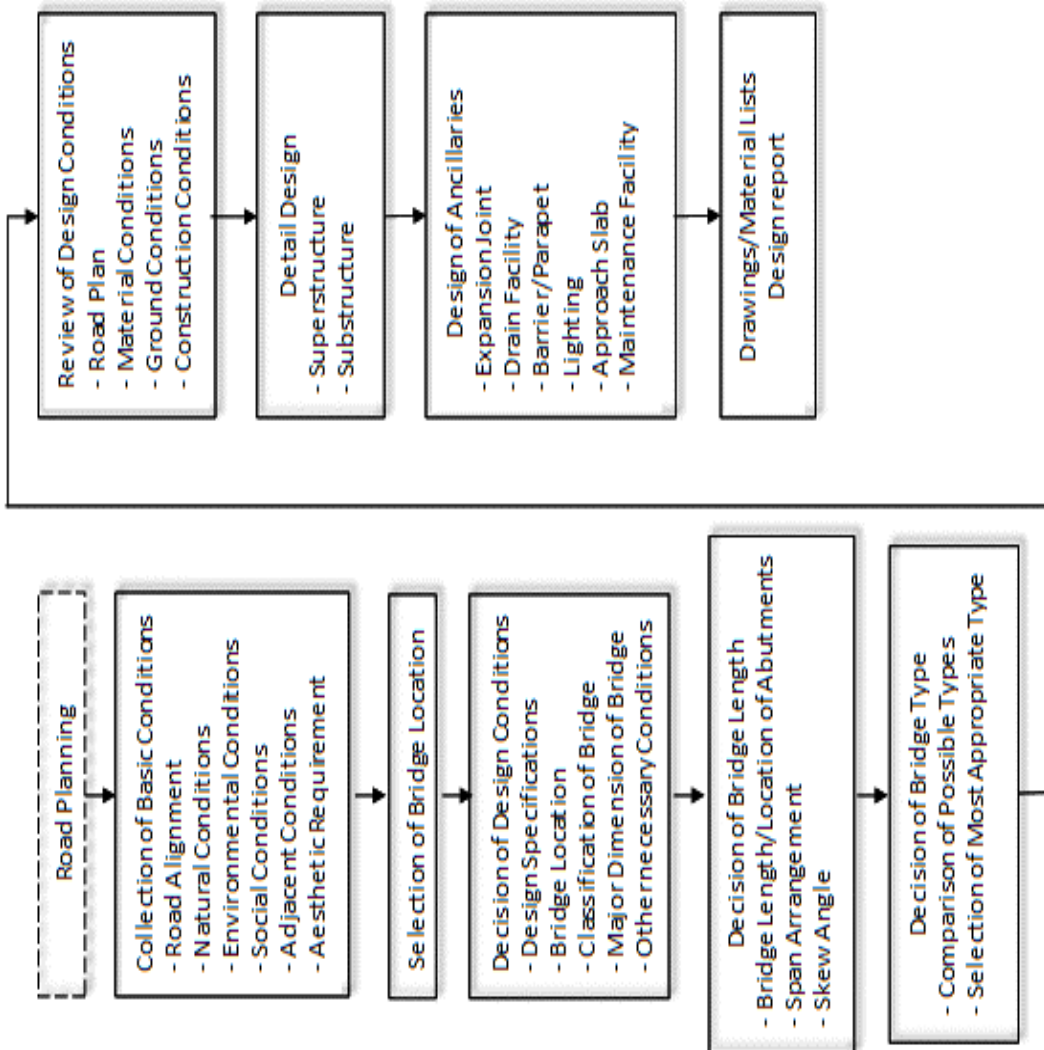 Road Planning
Collection of Basic Conditions
- Road Alignment
- Natural Conditions
- Environmental Conditions
- Social Conditions
- Adjacent Conditions
- Aesthetic Requirement
Selection of Bridge Location
Decision of Design Conditions
- Design Specifications
- Bridge Location
- Classification of Bridge
- Major Dimension of Bridge
- Other necessary Conditions
Decision of Bridge Length
- Bridge Length/Location of Abutments
- Span Arrangement
- Skew Angle
Decision of Bridge Type
- Comparison of Possible Types
- Selection of Most Appropriate Type
Review of Design Conditions
- Road Plan
- Material Conditions
- Ground Conditions
- Construction Conditions
Detail Design
- Superstructure
- Substructure
Design of Ancillaries
- Expansion Joint
- Drain Facility
- Barrier/Parapet
- Lighting
- Approach Slab
- Maintenance Facility
Drawings/Material Lists
Design report